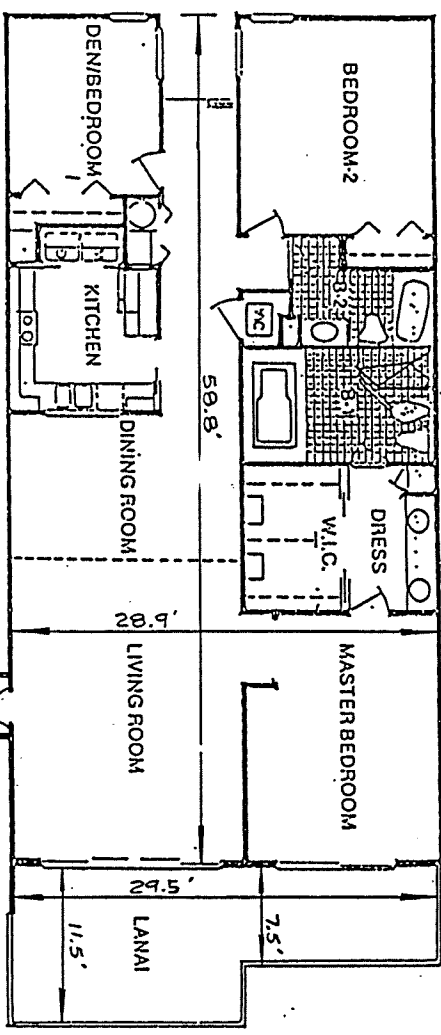 DEN/BEDROOM
BEDROOM-2
KITCHEN
B-2
A/C
B-1
58.8'
DINING ROOM
W.I.C.
DRESS
28.9'
LIVING ROOM
MASTER BEDROOM
29.5'
11.5'
7.5'
LANAI